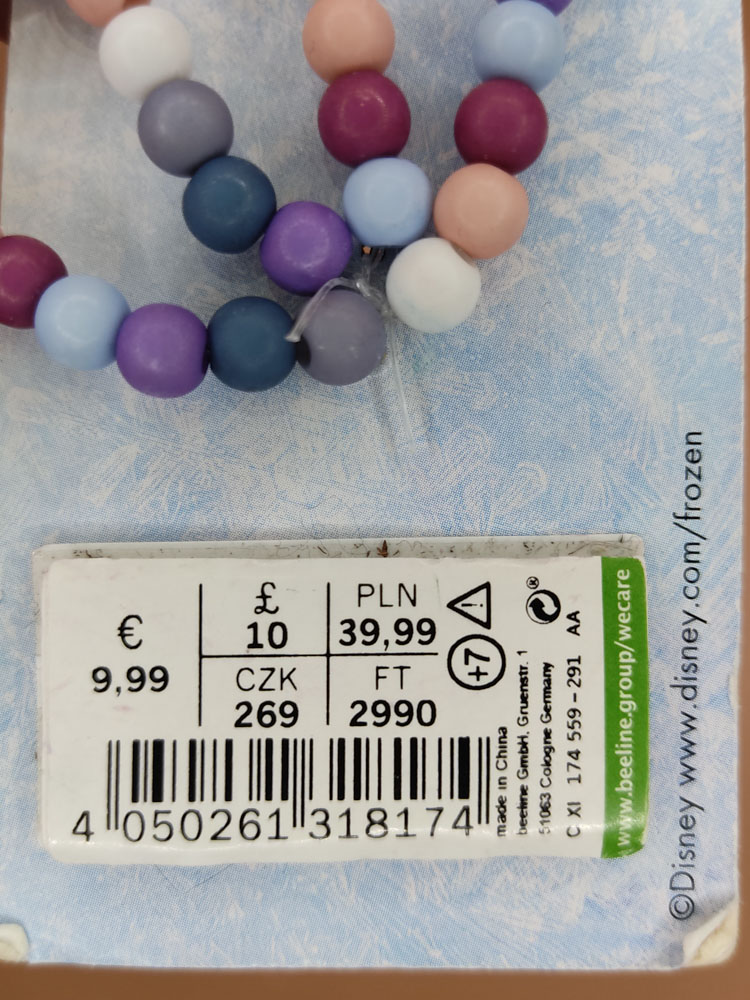 €
9,99
£
10
PLN
39,99
CZK
269
FT
2990
+7
4 050261 318174
made in China
beeline GmbH, Gruenstr. 1
51063 Cologne Germany
C XI 174 559 - 291 AA
www.beeline.group/wecare
©Disney www.disney.com/frozen